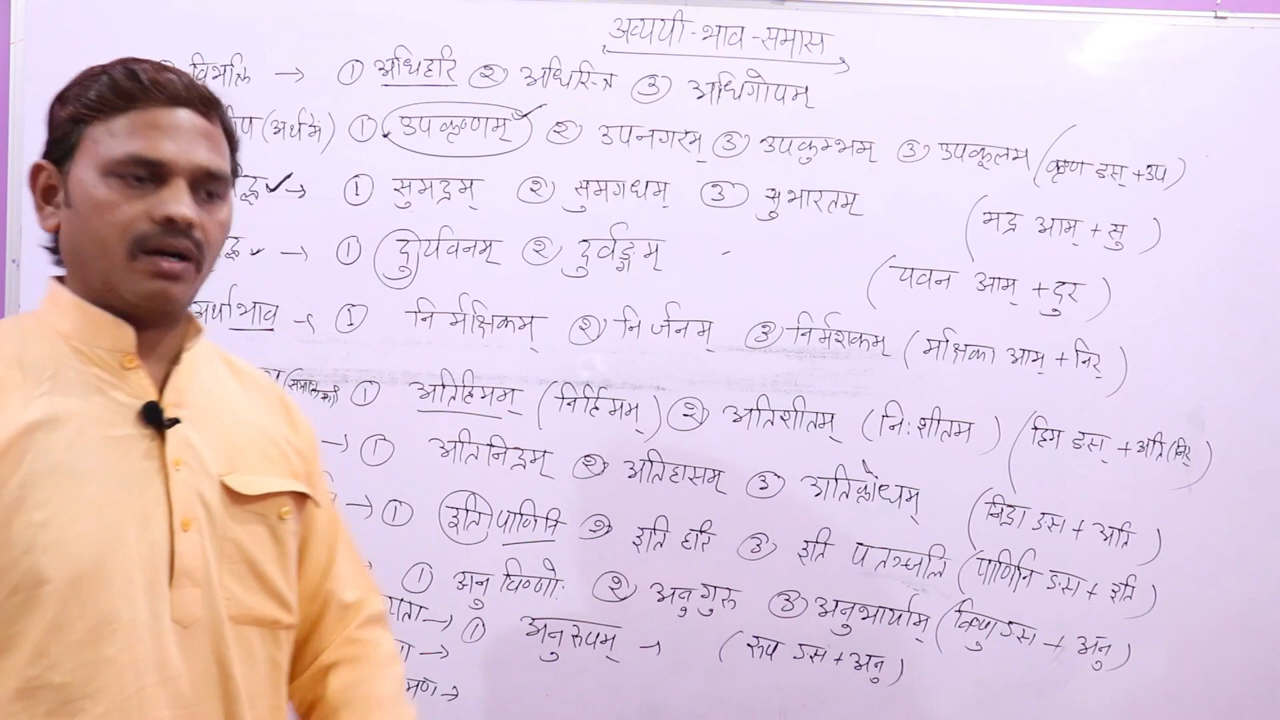 अव्ययी-भाव-समास
विभक्ति → ① अधिहरि ② अधिस्त्रि ③ अधिगोपम्
(अर्थमें) ① उपकृष्णम् ② उपनगरम् ③ उपकुम्भम् ३ उपकूलम (कृष्ण ङस् + उप)
→ ① सुमद्रम् ② सुमगधम् ③ सुभारतम् (मद्र आम् + सु)
→ ① दुर्यवनम् ② दुर्वङ्गम् (यवन आम् + दुर)
अर्थाभाव → ① निर्मक्षिकम् ② निर्जनम् ③ निर्मशकम् (मक्षिका आम् + निर्)
① अतिहिमम् (निर्हिमम्) ② अतिशीतम् (निःशीतम) (हिम ङस् + अति (निर्)
→ ① अतिनिद्रम् ② अतिहासम् ③ अतिक्रोधम् (निद्रा ङस + अति)
→ ① इतिपाणिनि ② इति हरि ③ इति पतञ्जलि (पाणिनि ङस + इति)
① अनु विष्णोः ② अनुगुरु ③ अनुभार्याम् (विष्णु ङस + अनु)
→ ① अनुरूपम् → (रूप ङस + अनु)
→
→